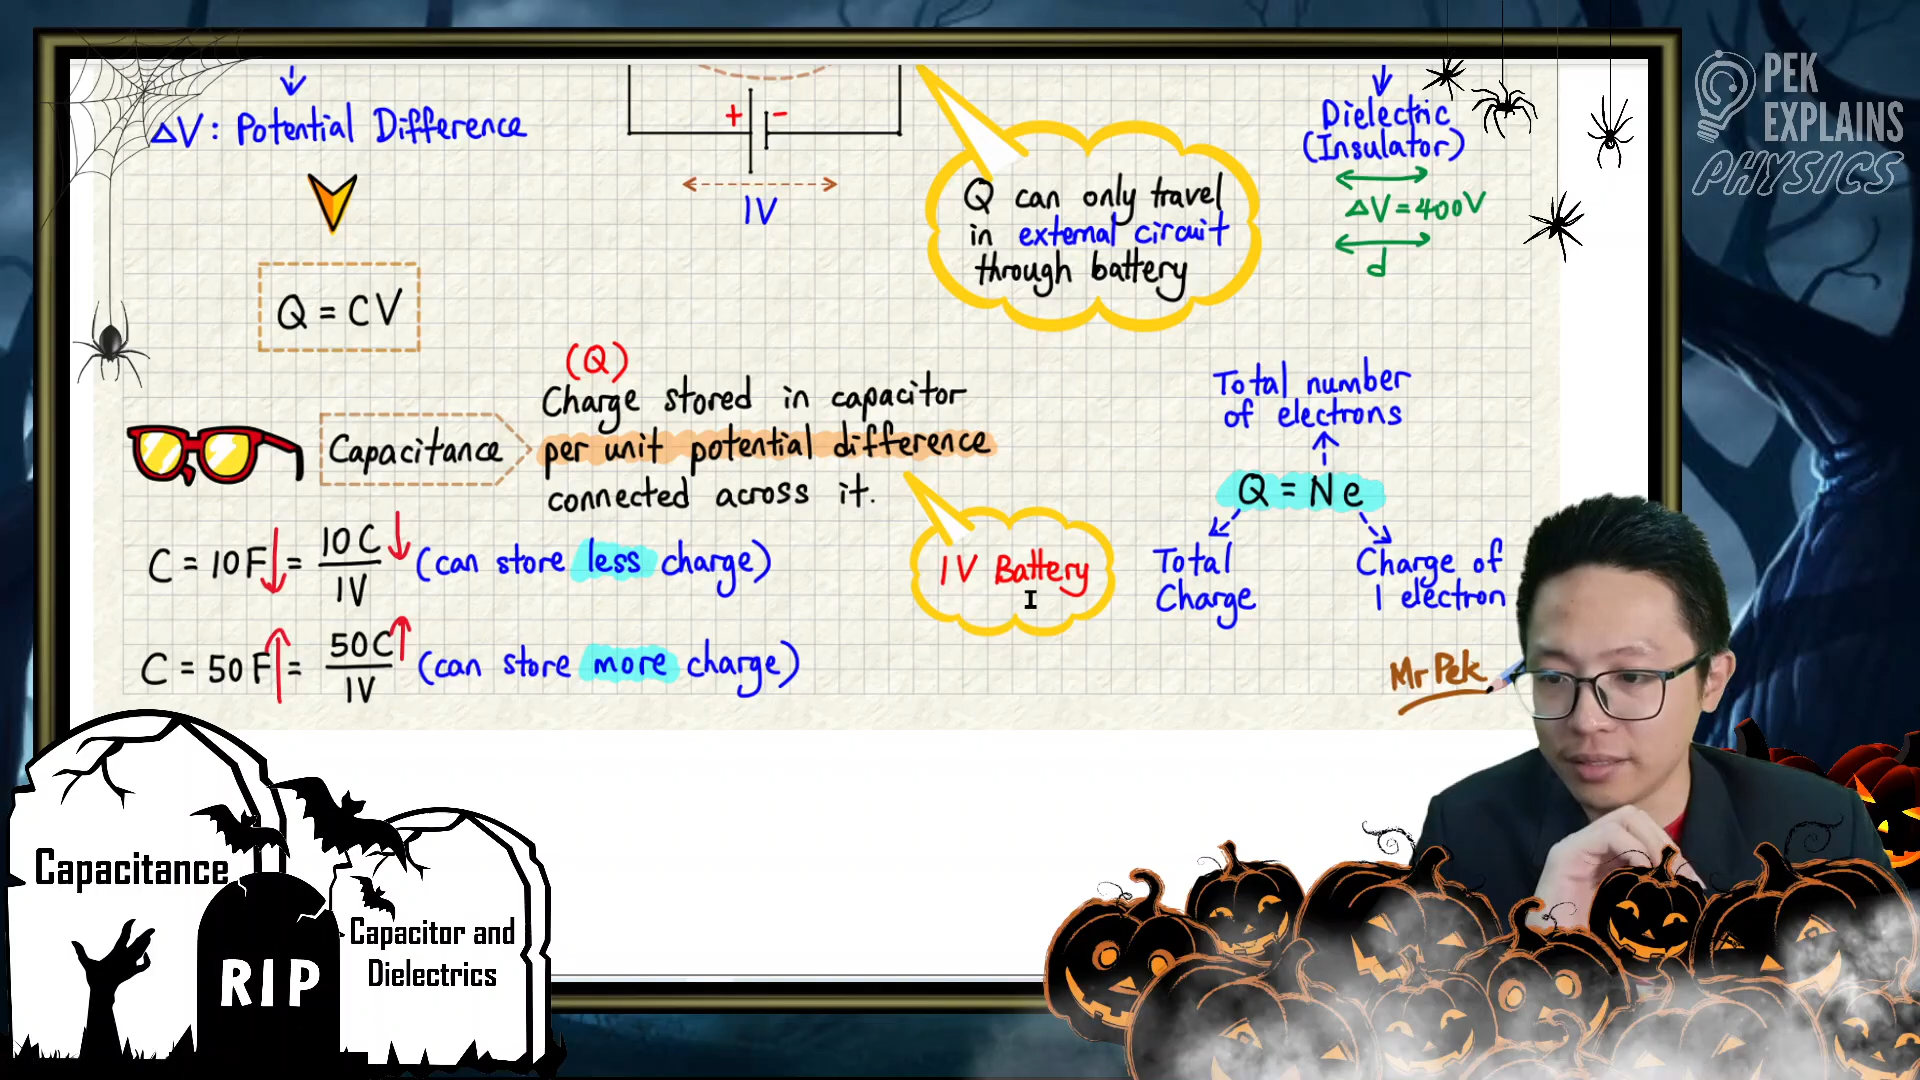 ΔV: Potential Difference
Q = CV
+ -
1V
Q can only travel
in external circuit
through battery
Dielectric
(Insulator)
ΔV = 400V
d
PEK
EXPLAINS
PHYSICS
(Q)
Capacitance
Charge stored in capacitor
per unit potential difference
connected across it.
1V Battery
C = 10F = 10C / 1V (can store less charge)
C = 50F = 50C / 1V (can store more charge)
Total number
of electrons
Q = Ne
Total
Charge
Charge of
1 electron
Mr Pek
Capacitance
RIP
Capacitor and
Dielectrics